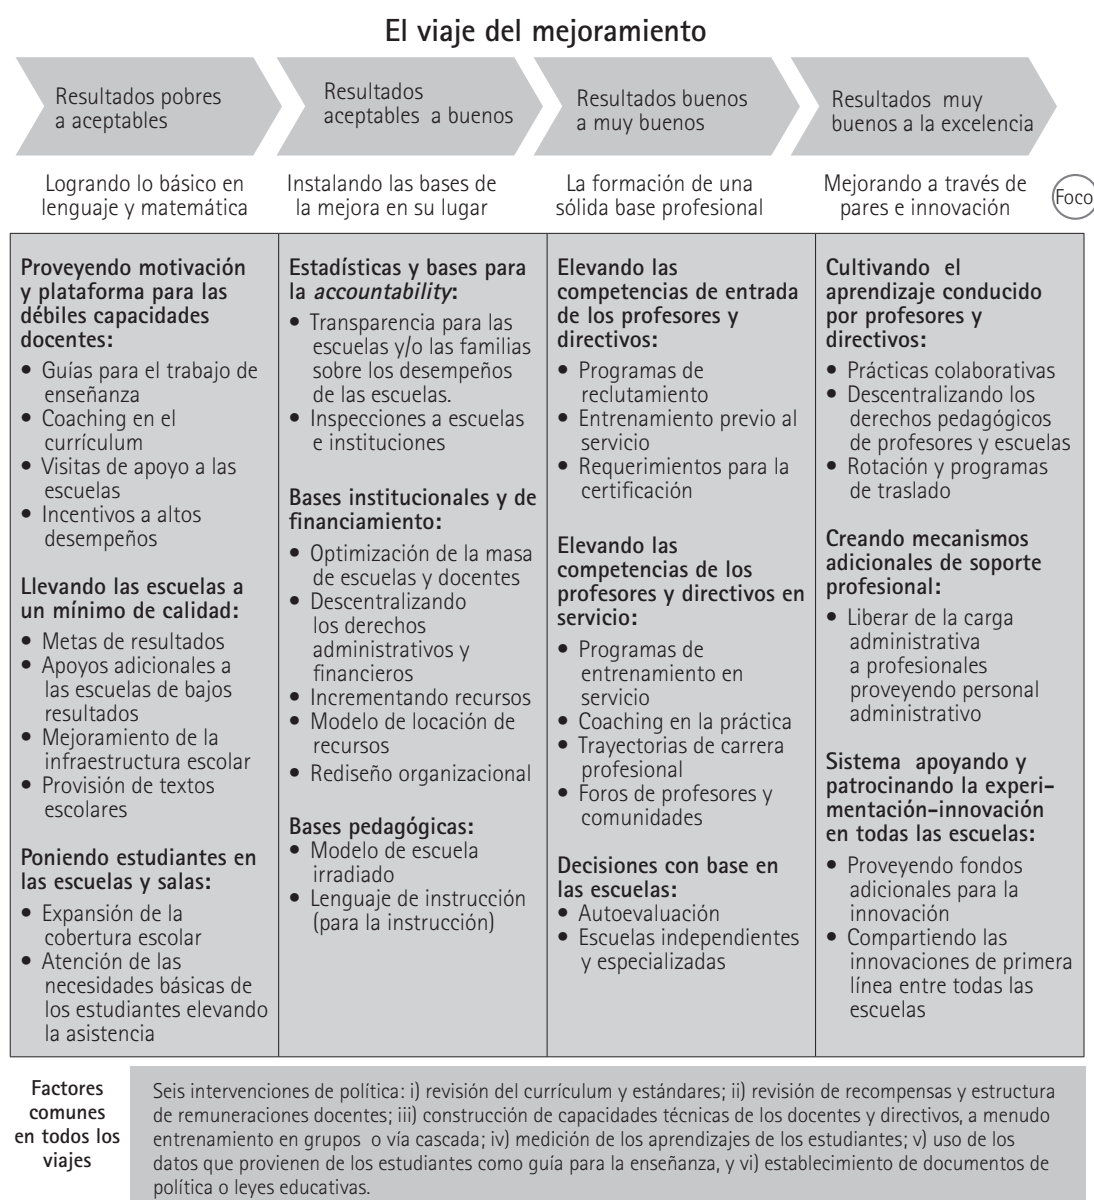 El viaje del mejoramiento
Resultados pobres
a aceptables
Resultados
aceptables a buenos
Resultados buenos
a muy buenos
Resultados muy
buenos a la excelencia
Logrando lo básico en
lenguaje y matemática
Instalando las bases de
la mejora en su lugar
La formación de una
sólida base profesional
Mejorando a través de
pares e innovación
Foco
Proveyendo motivación
y plataforma para las
débiles capacidades
docentes:
• Guías para el trabajo de
enseñanza
• Coaching en el
currículum
• Visitas de apoyo a las
escuelas
• Incentivos a altos
desempeños
Llevando las escuelas a
un mínimo de calidad:
• Metas de resultados
• Apoyos adicionales a
las escuelas de bajos
resultados
• Mejoramiento de la
infraestructura escolar
• Provisión de textos
escolares
Poniendo estudiantes en
las escuelas y salas:
• Expansión de la
cobertura escolar
• Atención de las
necesidades básicas de
los estudiantes elevando
la asistencia
Estadísticas y bases para
la accountability:
• Transparencia para las
escuelas y/o las familias
sobre los desempeños
de las escuelas.
• Inspecciones a escuelas
e instituciones
Bases institucionales y de
financiamiento:
• Optimización de la masa
de escuelas y docentes
• Descentralizando
los derechos
administrativos y
financieros
• Incrementando recursos
• Modelo de locación de
recursos
• Rediseño organizacional
Bases pedagógicas:
• Modelo de escuela
irradiado
• Lenguaje de instrucción
(para la instrucción)
Elevando las
competencias de entrada
de los profesores y
directivos:
• Programas de
reclutamiento
• Entrenamiento previo al
servicio
• Requerimientos para la
certificación
Elevando las
competencias de los
profesores y directivos en
servicio:
• Programas de
entrenamiento en
servicio
• Coaching en la práctica
• Trayectorias de carrera
profesional
• Foros de profesores y
comunidades
Decisiones con base en
las escuelas:
• Autoevaluación
• Escuelas independientes
y especializadas
Cultivando el
aprendizaje conducido
por profesores y
directivos:
• Prácticas colaborativas
• Descentralizando los
derechos pedagógicos
de profesores y escuelas
• Rotación y programas
de traslado
Creando mecanismos
adicionales de soporte
profesional:
• Liberar de la carga
administrativa
a profesionales
proveyendo personal
administrativo
Sistema apoyando y
patrocinando la experi-
mentación-innovación
en todas las escuelas:
• Proveyendo fondos
adicionales para la
innovación
• Compartiendo las
innovaciones de primera
línea entre todas las
escuelas
Factores
comunes
en todos los
viajes
Seis intervenciones de política: i) revisión del currículum y estándares; ii) revisión de recompensas y estructura
de remuneraciones docentes; iii) construcción de capacidades técnicas de los docentes y directivos, a menudo
entrenamiento en grupos o vía cascada; iv) medición de los aprendizajes de los estudiantes; v) uso de los
datos que provienen de los estudiantes como guía para la enseñanza, y vi) establecimiento de documentos de
política o leyes educativas.